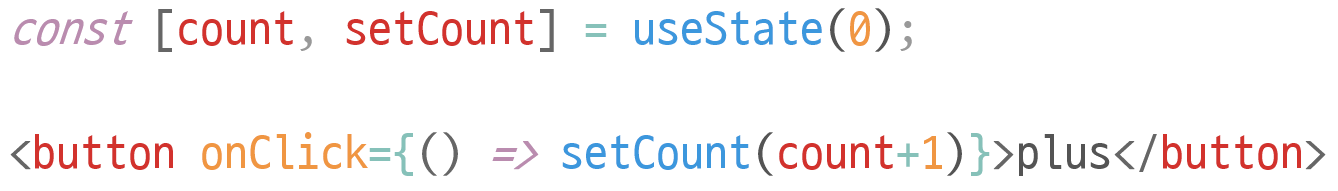 const [count, setCount] = useState(0);
<button onClick={() => setCount(count+1)}>plus</button>